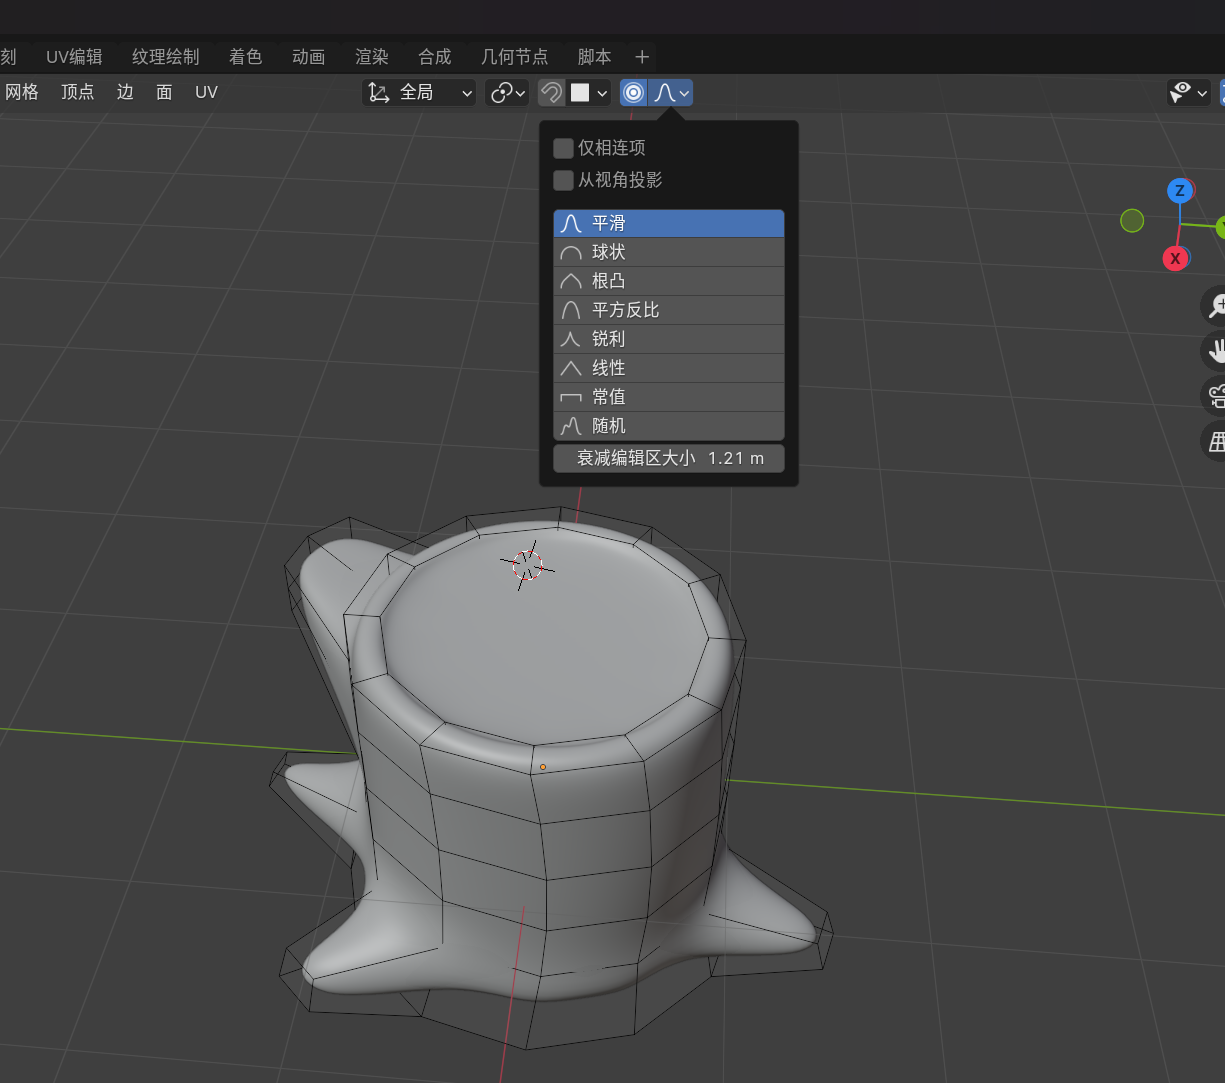 刻 UV编辑 纹理绘制 着色 动画 渲染 合成 几何节点 脚本 +
网格 顶点 边 面 UV 全局
仅相连项
从视角投影
平滑
球状
根凸
平方反比
锐利
线性
常值
随机
衰减编辑区大小 1.21 m
Z
X